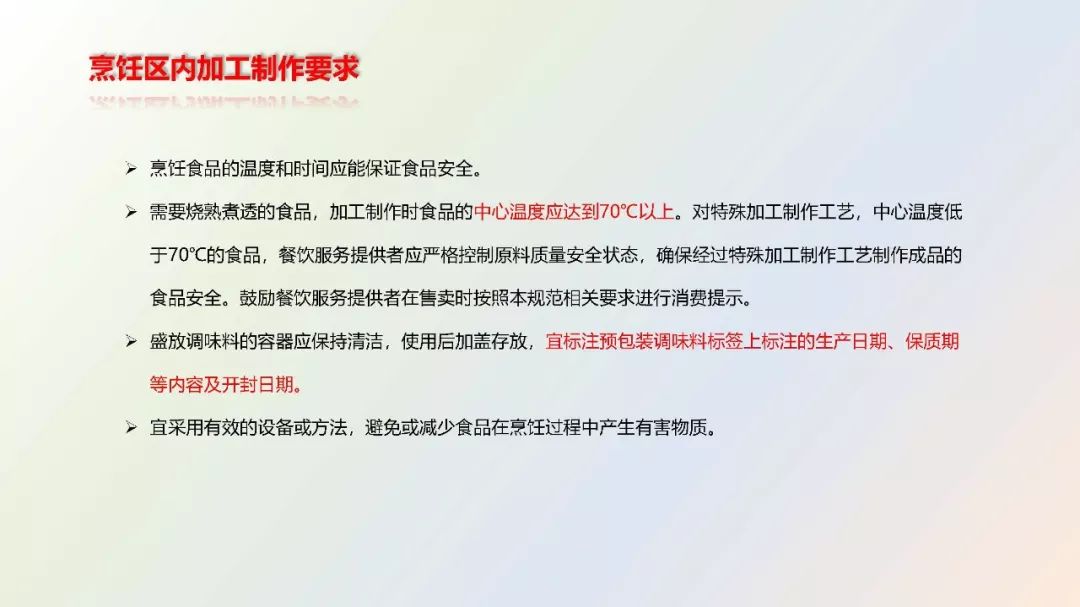 烹饪区内加工制作要求
➢ 烹饪食品的温度和时间应能保证食品安全。
➢ 需要烧熟煮透的食品，加工制作时食品的中心温度应达到70℃以上。对特殊加工制作工艺，中心温度低
于70℃的食品，餐饮服务提供者应严格控制原料质量安全状态，确保经过特殊加工制作工艺制作成品的
食品安全。鼓励餐饮服务提供者在售卖时按照本规范相关要求进行消费提示。
➢ 盛放调味料的容器应保持清洁，使用后加盖存放，宜标注预包装调味料标签上标注的生产日期、保质期
等内容及开封日期。
➢ 宜采用有效的设备或方法，避免或减少食品在烹饪过程中产生有害物质。